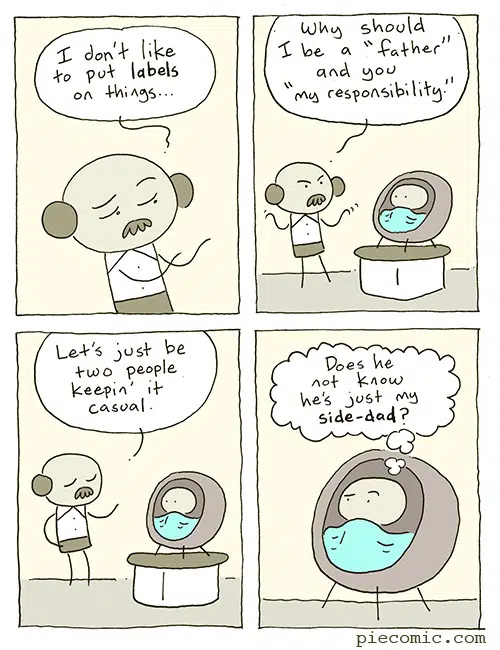 I don't like
to put labels
on things...
Why should
I be a "father"
and you
"my responsibility."
Let's just be
two people
keepin' it
casual.
Does he
not know
he's just my
side-dad?
piecomic.com